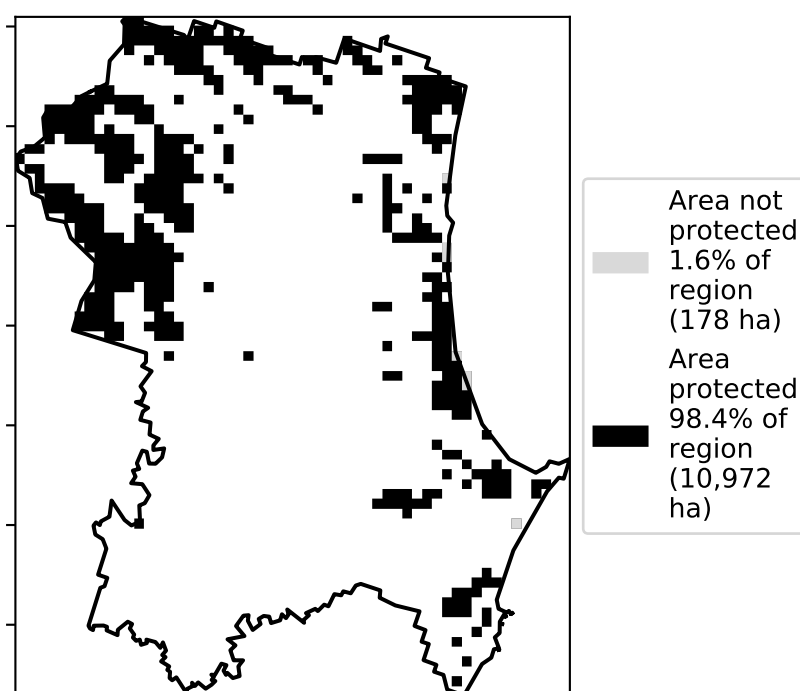 Area not
protected
1.6% of
region
(178 ha)
Area
protected
98.4% of
region
(10,972
ha)